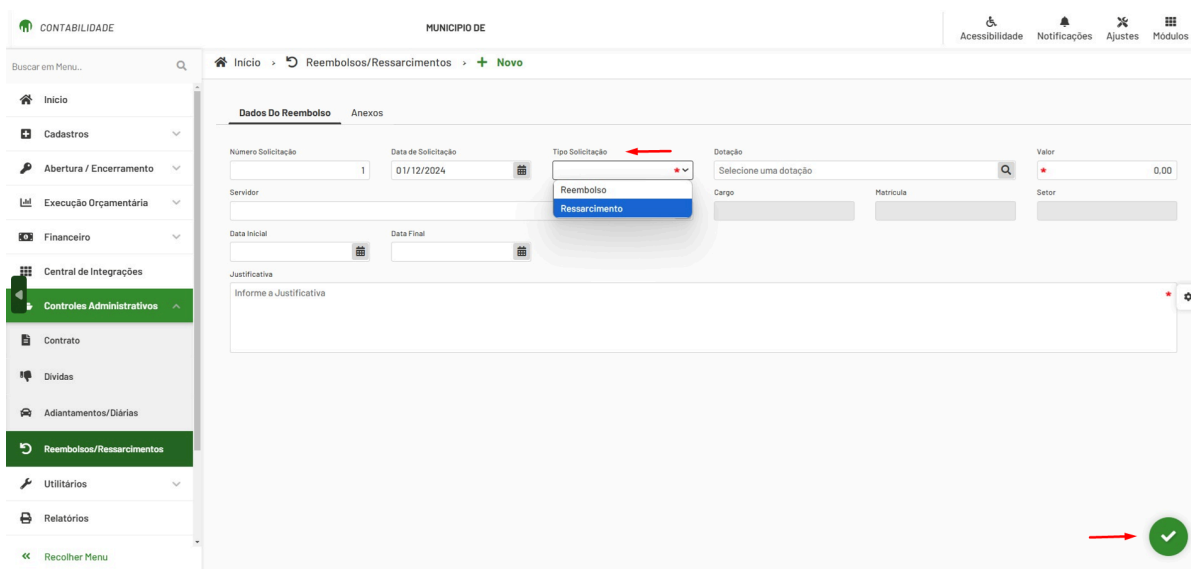 CONTABILIDADE
MUNICIPIO DE
Acessibilidade
Notificações
Ajustes
Módulos
Buscar em Menu..
Início > Reembolsos/Ressarcimentos > + Novo
Início
Cadastros
Abertura / Encerramento
Execução Orçamentária
Financeiro
Central de Integrações
Controles Administrativos
Contrato
Dívidas
Adiantamentos/Diárias
Reembolsos/Ressarcimentos
Utilitários
Relatórios
« Recolher Menu
Dados Do Reembolso
Anexos
Número Solicitação
Data de Solicitação
Tipo Solicitação
Dotação
Valor
1
01/12/2024
*
Selecione uma dotação
* 0,00
Reembolso
Ressarcimento
Servidor
Cargo
Matrícula
Setor
Data Inicial
Data Final
Justificativa
Informe a Justificativa
*